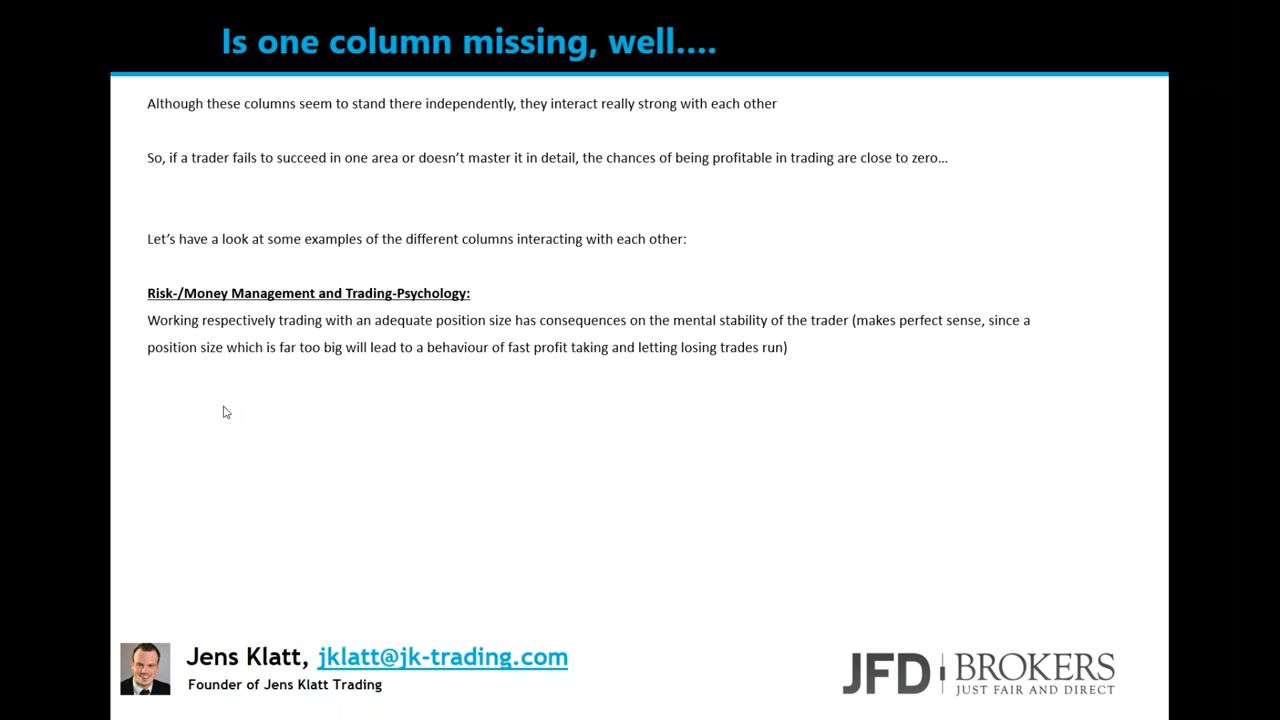 Is one column missing, well....
Although these columns seem to stand there independently, they interact really strong with each other
So, if a trader fails to succeed in one area or doesn't master it in detail, the chances of being profitable in trading are close to zero...
Let's have a look at some examples of the different columns interacting with each other:
Risk-/Money Management and Trading-Psychology:
Working respectively trading with an adequate position size has consequences on the mental stability of the trader (makes perfect sense, since a
position size which is far too big will lead to a behaviour of fast profit taking and letting losing trades run)
Jens Klatt, jklatt@jk-trading.com
Founder of Jens Klatt Trading
JFD BROKERS
JUST FAIR AND DIRECT